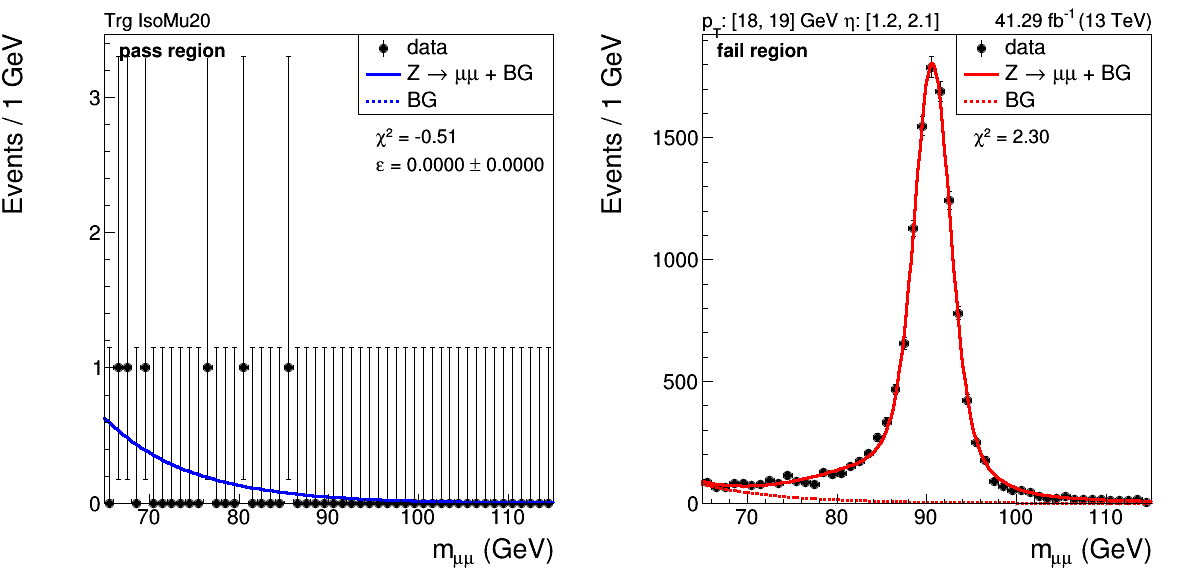 Trg IsoMu20
pass region
data
Z → μμ + BG
BG
χ² = -0.51
ε = 0.0000 ± 0.0000
Events / 1 GeV
3
2
1
0
70 80 90 100 110
m_μμ (GeV)
p_T: [18, 19] GeV η: [1.2, 2.1] 41.29 fb⁻¹ (13 TeV)
fail region
data
Z → μμ + BG
BG
χ² = 2.30
Events / 1 GeV
1500
1000
500
0
70 80 90 100 110
m_μμ (GeV)